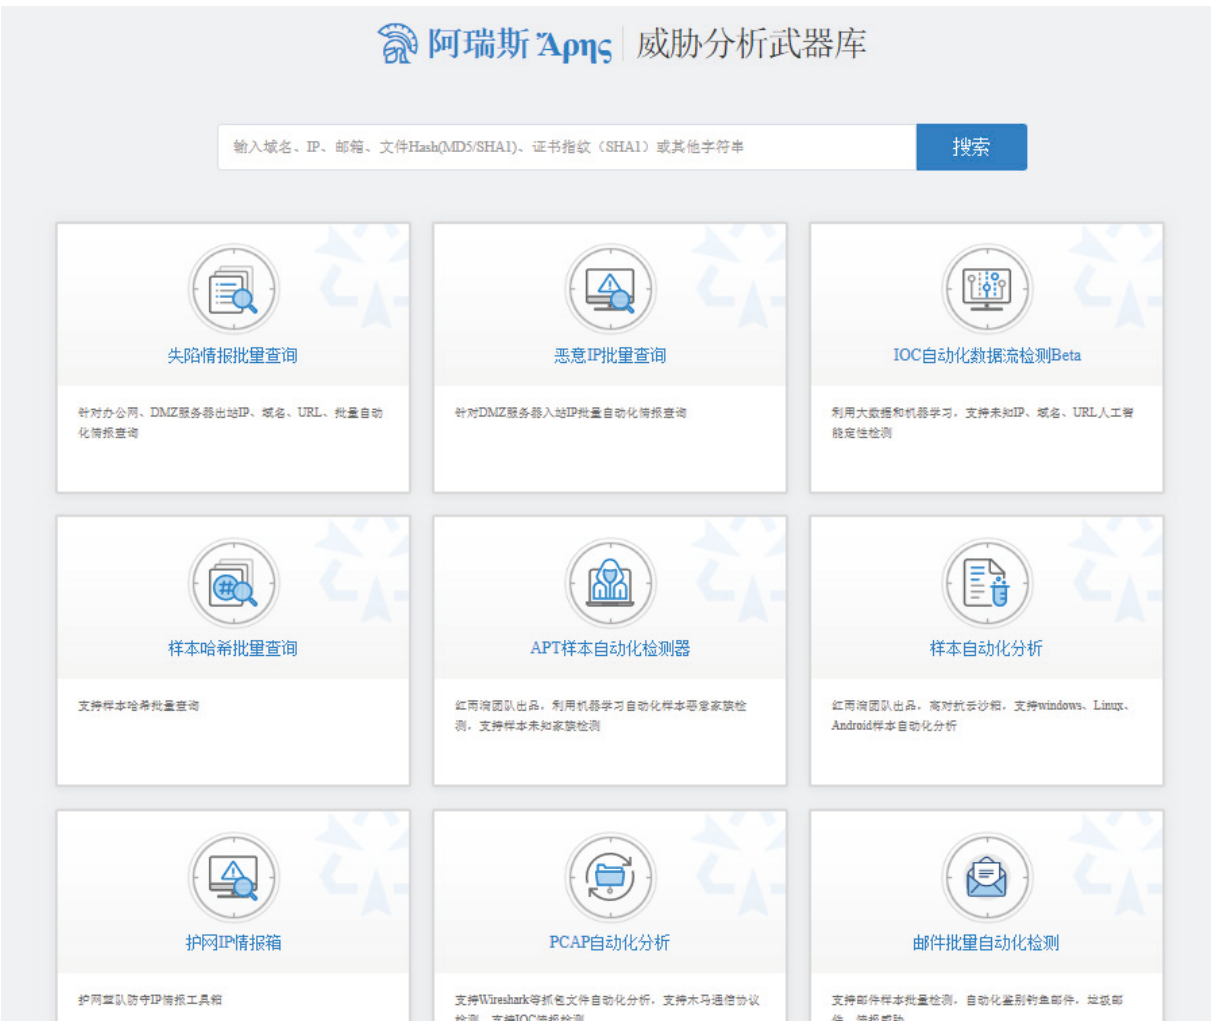 阿瑞斯 Άρης 威胁分析武器库
输入域名、IP、邮箱、文件Hash(MD5/SHA1)、证书指纹（SHA1）或其他字符串
搜索
失陷情报批量查询
针对办公网、DMZ服务器出站IP、域名、URL、批量自动
化情报查询
恶意IP批量查询
针对DMZ服务器入站IP批量自动化情报查询
IOC自动化数据流检测Beta
利用大数据和机器学习，支持未知IP、域名、URL人工智
能定性检测
样本哈希批量查询
支持样本哈希批量查询
APT样本自动化检测器
红雨滴团队出品，利用机器学习自动化样本恶意家族检
测，支持样本未知家族检测
样本自动化分析
红雨滴团队出品，高对抗云沙箱，支持windows、Linux、
Android样本自动化分析
护网IP情报箱
护网蓝队防守IP情报工具箱
PCAP自动化分析
支持Wireshark等抓包文件自动化分析，支持木马通信协议
检测，支持IOC情报检测
邮件批量自动化检测
支持邮件样本批量检测，自动化鉴别钓鱼邮件，垃圾邮
件，情报威胁